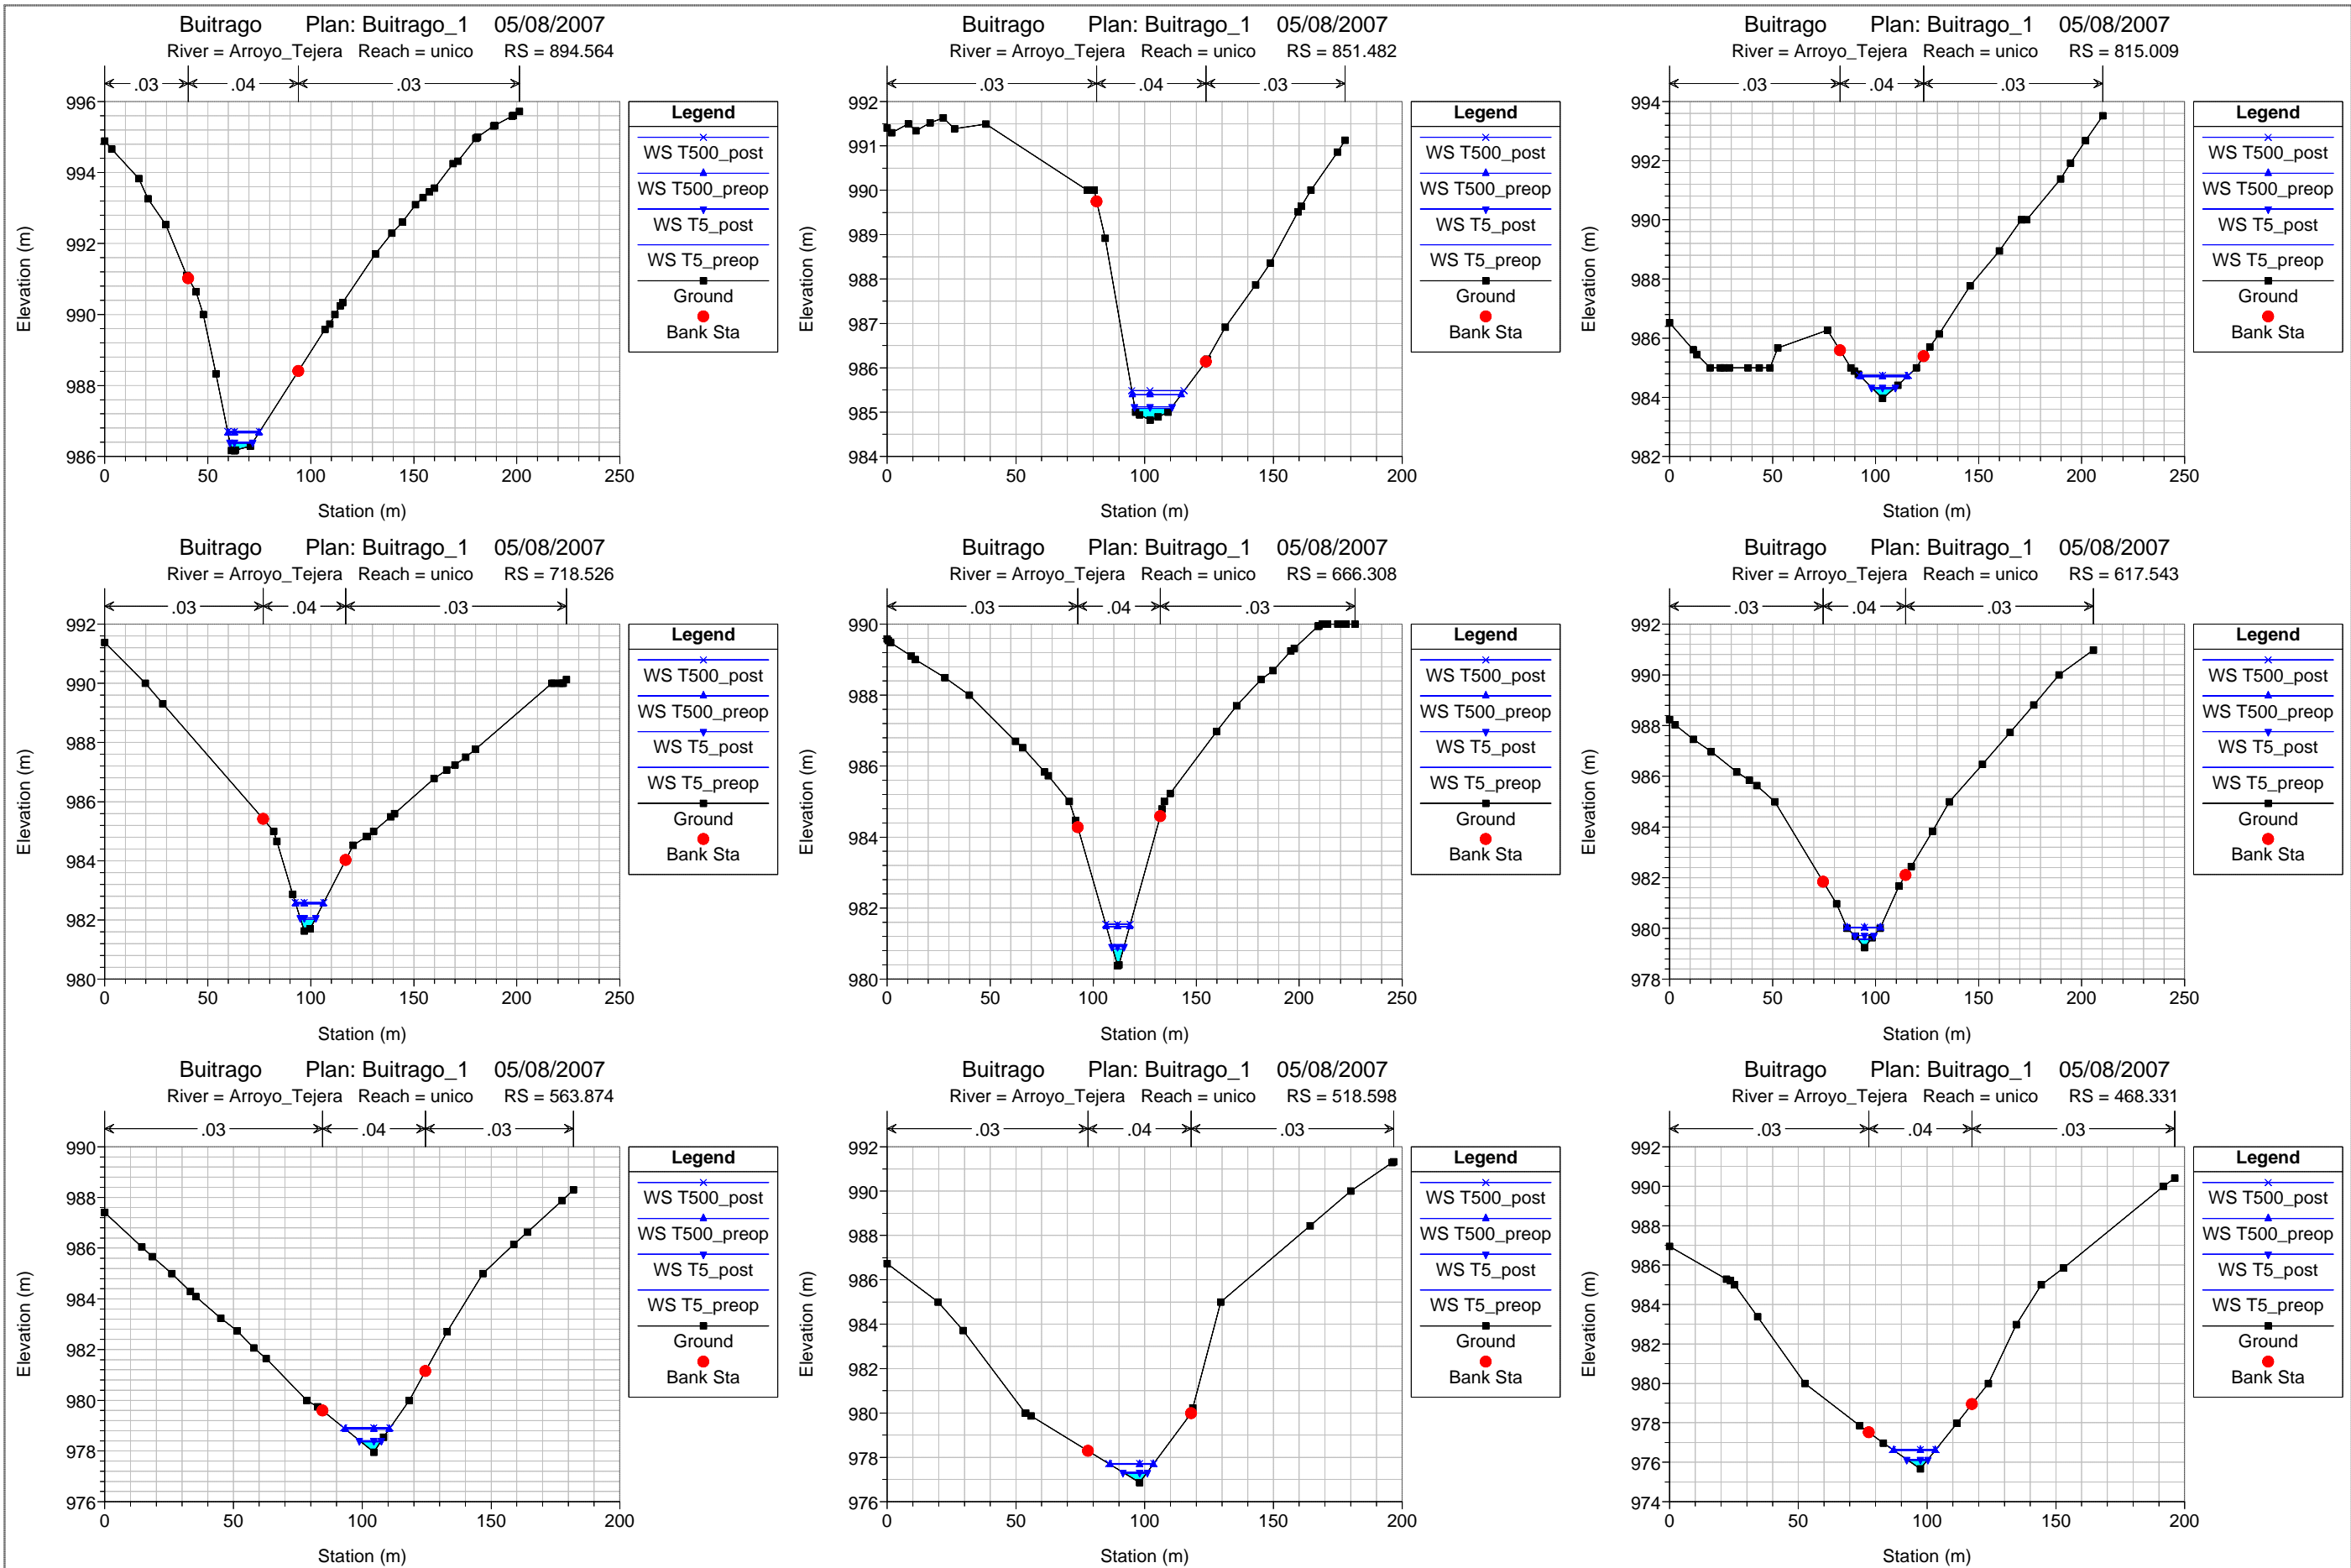 Buitrago Plan: Buitrago_1 05/08/2007
River = Arroyo_Tejera Reach = unico RS = 894.564
.03 .04 .03
996
994
992
990
988
986
0 50 100 150 200 250
Elevation (m)
Station (m)
Legend
WS T500_post
WS T500_preop
WS T5_post
WS T5_preop
Ground
Bank Sta
Buitrago Plan: Buitrago_1 05/08/2007
River = Arroyo_Tejera Reach = unico RS = 851.482
.03 .04 .03
992
991
990
989
988
987
986
985
984
0 50 100 150 200
Elevation (m)
Station (m)
Legend
WS T500_post
WS T500_preop
WS T5_post
WS T5_preop
Ground
Bank Sta
Buitrago Plan: Buitrago_1 05/08/2007
River = Arroyo_Tejera Reach = unico RS = 815.009
.03 .04 .03
994
992
990
988
986
984
982
0 50 100 150 200 250
Elevation (m)
Station (m)
Legend
WS T500_post
WS T500_preop
WS T5_post
WS T5_preop
Ground
Bank Sta
Buitrago Plan: Buitrago_1 05/08/2007
River = Arroyo_Tejera Reach = unico RS = 718.526
.03 .04 .03
992
990
988
986
984
982
980
0 50 100 150 200 250
Elevation (m)
Station (m)
Legend
WS T500_post
WS T500_preop
WS T5_post
WS T5_preop
Ground
Bank Sta
Buitrago Plan: Buitrago_1 05/08/2007
River = Arroyo_Tejera Reach = unico RS = 666.308
.03 .04 .03
990
988
986
984
982
980
0 50 100 150 200 250
Elevation (m)
Station (m)
Legend
WS T500_post
WS T500_preop
WS T5_post
WS T5_preop
Ground
Bank Sta
Buitrago Plan: Buitrago_1 05/08/2007
River = Arroyo_Tejera Reach = unico RS = 617.543
.03 .04 .03
992
990
988
986
984
982
980
978
0 50 100 150 200 250
Elevation (m)
Station (m)
Legend
WS T500_post
WS T500_preop
WS T5_post
WS T5_preop
Ground
Bank Sta
Buitrago Plan: Buitrago_1 05/08/2007
River = Arroyo_Tejera Reach = unico RS = 563.874
.03 .04 .03
990
988
986
984
982
980
978
976
0 50 100 150 200
Elevation (m)
Station (m)
Legend
WS T500_post
WS T500_preop
WS T5_post
WS T5_preop
Ground
Bank Sta
Buitrago Plan: Buitrago_1 05/08/2007
River = Arroyo_Tejera Reach = unico RS = 518.598
.03 .04 .03
992
990
988
986
984
982
980
978
976
0 50 100 150 200
Elevation (m)
Station (m)
Legend
WS T500_post
WS T500_preop
WS T5_post
WS T5_preop
Ground
Bank Sta
Buitrago Plan: Buitrago_1 05/08/2007
River = Arroyo_Tejera Reach = unico RS = 468.331
.03 .04 .03
992
990
988
986
984
982
980
978
976
974
0 50 100 150 200
Elevation (m)
Station (m)
Legend
WS T500_post
WS T500_preop
WS T5_post
WS T5_preop
Ground
Bank Sta